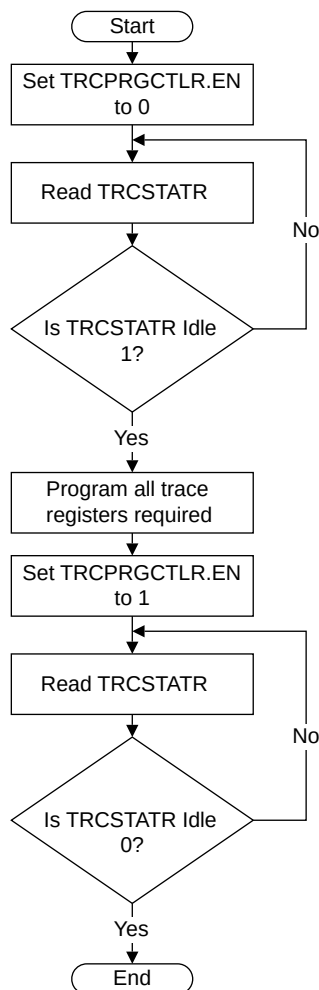 Start
Set TRCPRGCTLR.EN
to 0
Read TRCSTATR
No
Is TRCSTATR Idle
1?
Yes
Program all trace
registers required
Set TRCPRGCTLR.EN
to 1
Read TRCSTATR
No
Is TRCSTATR Idle
0?
Yes
End